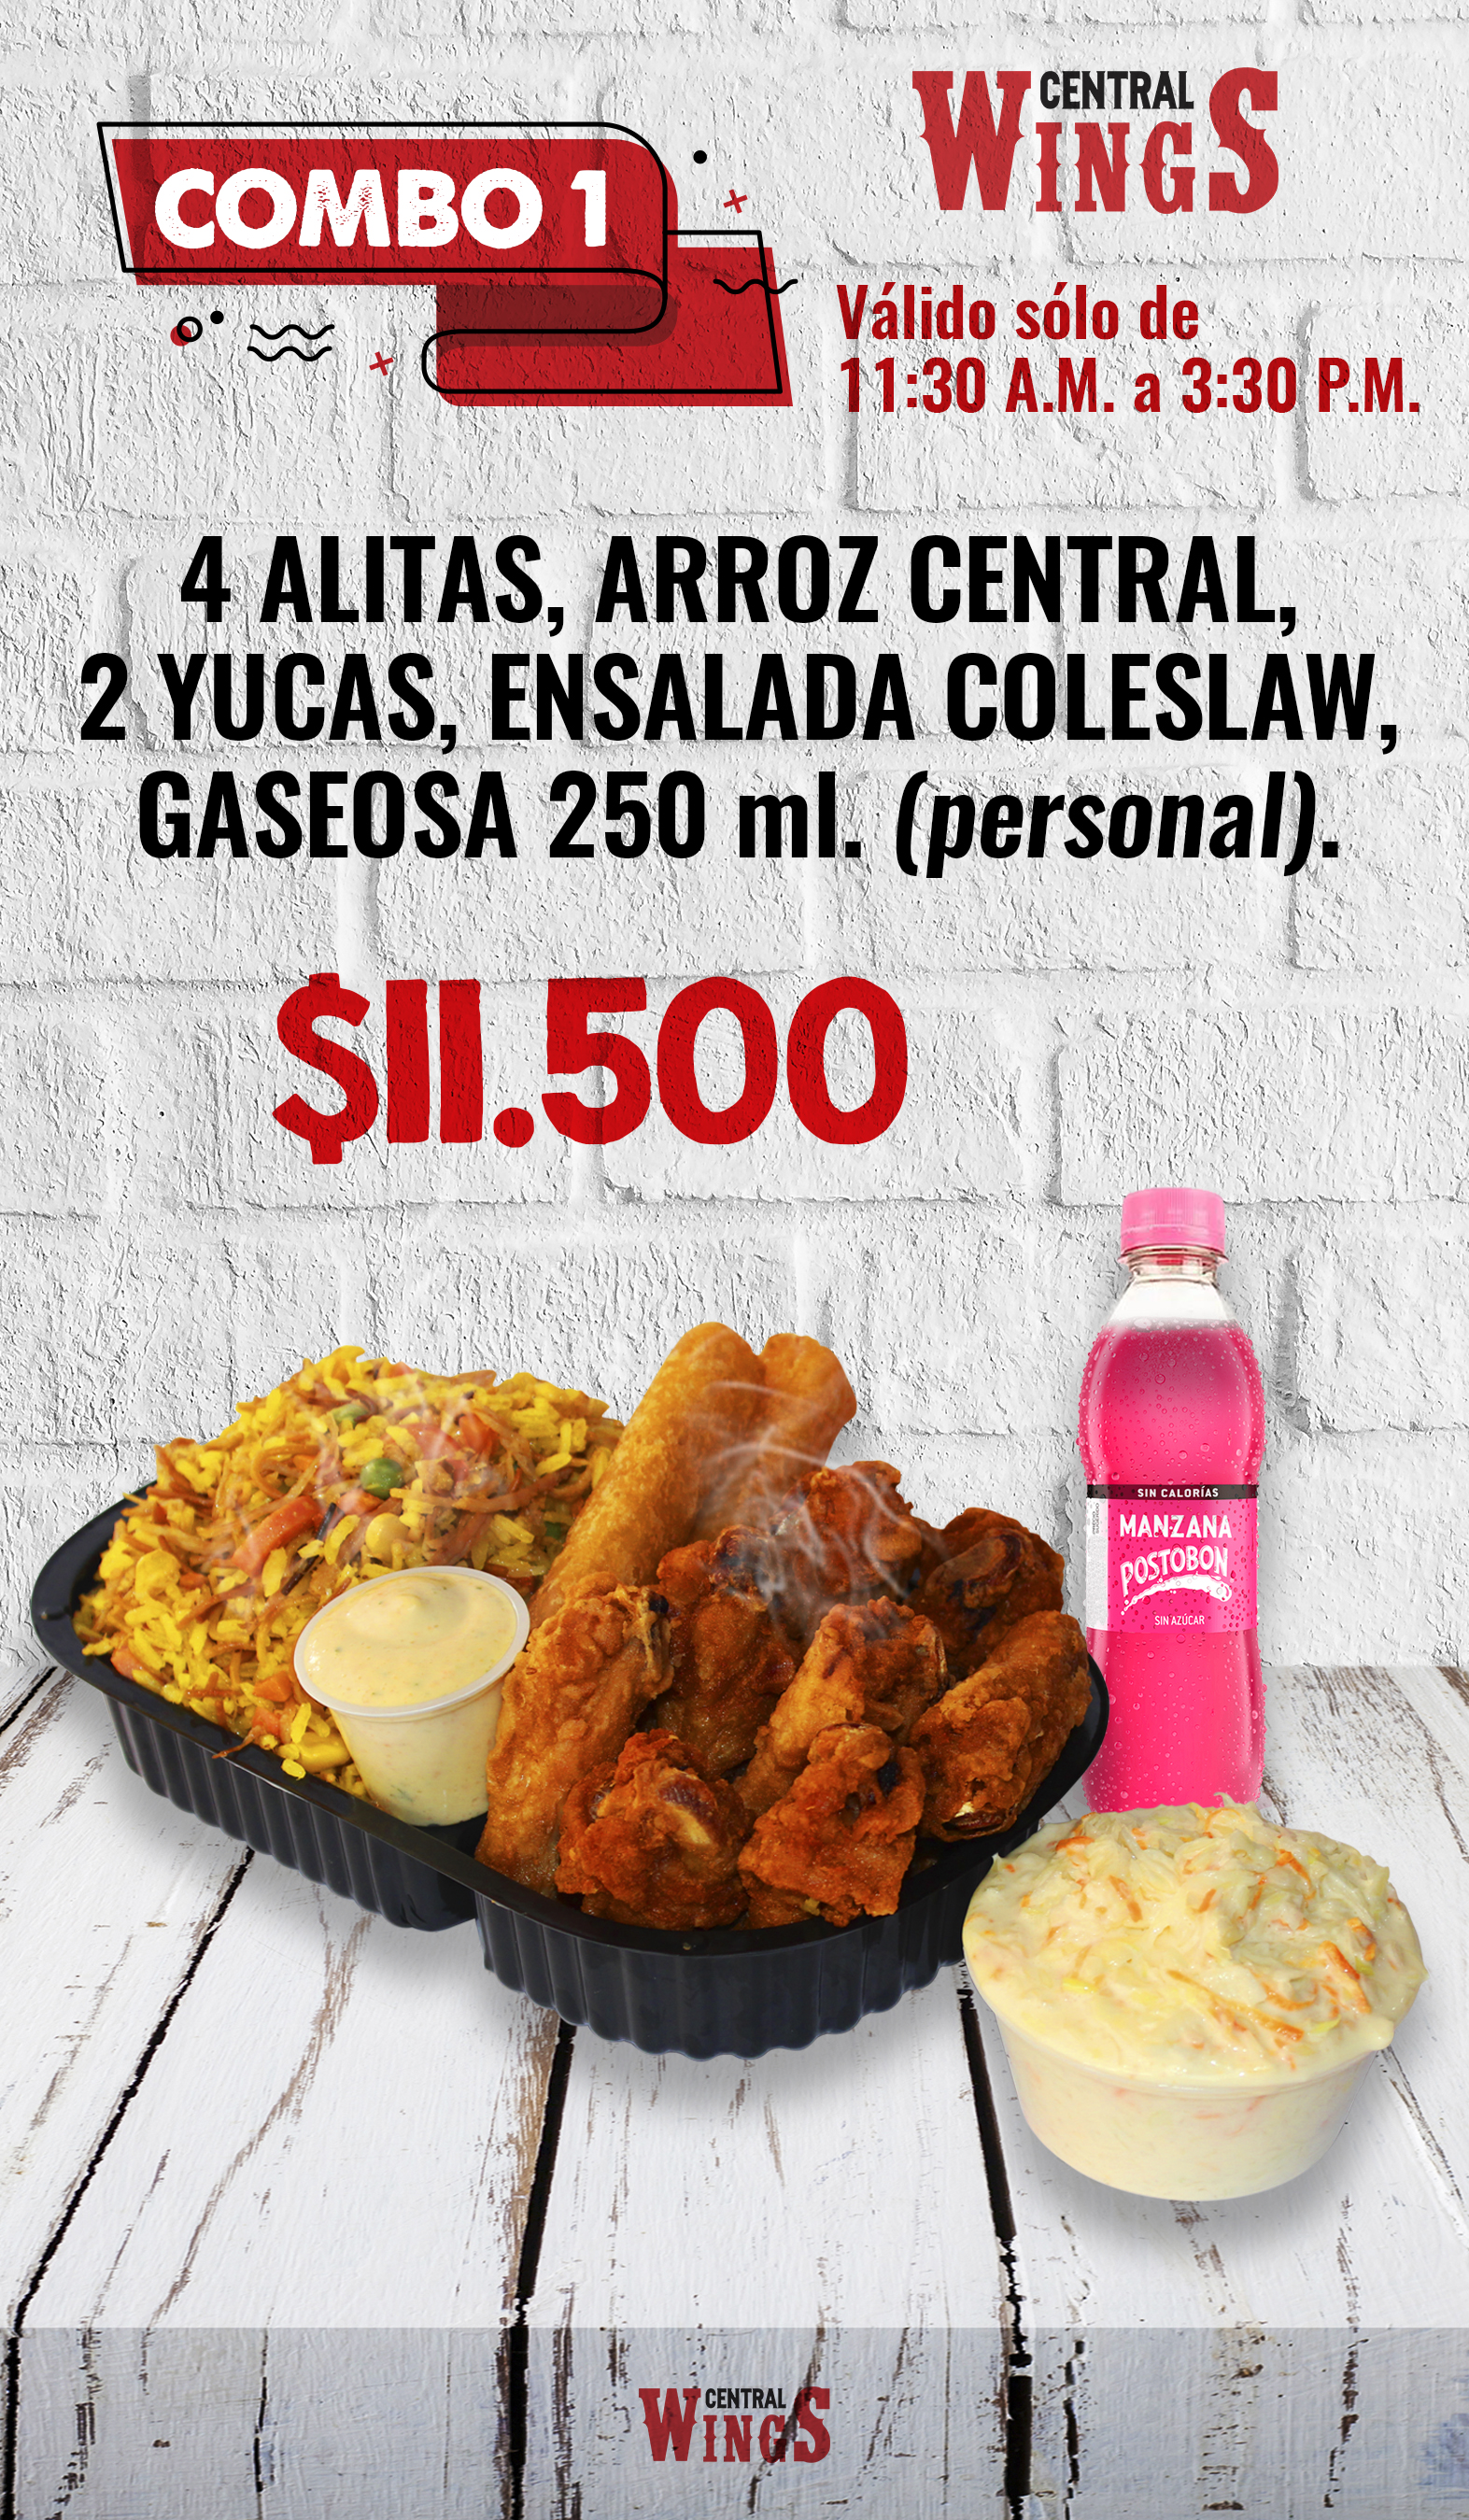 CENTRAL
WINGS
COMBO 1
Válido sólo de
11:30 A.M. a 3:30 P.M.
4 ALITAS, ARROZ CENTRAL,
2 YUCAS, ENSALADA COLESLAW,
GASEOSA 250 ml. (personal).
$11.500
SIN CALORÍAS
MANZANA
POSTOBON
SIN AZÚCAR
CENTRAL
WINGS